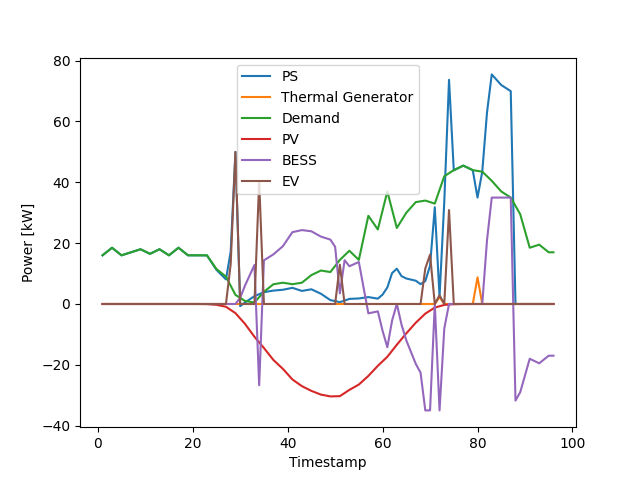 80
60
40
20
0
−20
−40
Power [kW]
PS
Thermal Generator
Demand
PV
BESS
EV
0 20 40 60 80 100
Timestamp